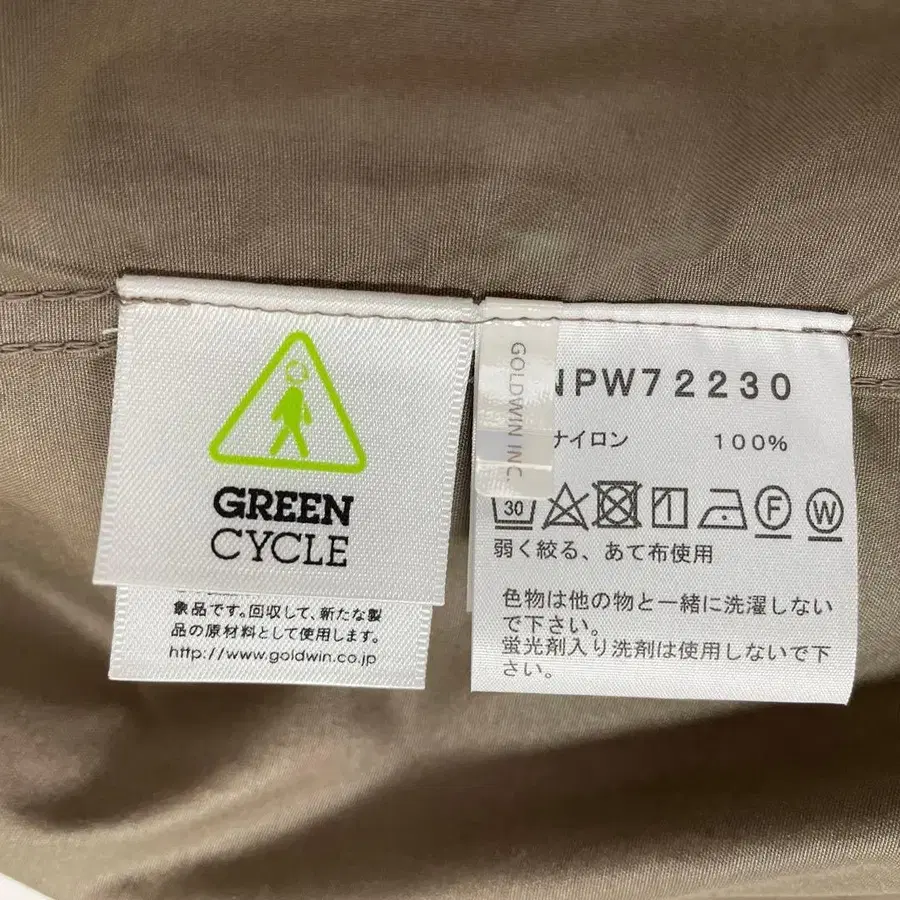 GREEN
CYCLE
象品です。回収して、新たな製
品の原材料として使用します。
http://www.goldwin.co.jp
GOLDWIN INC.
NPW72230
ナイロン 100%
30 F W
弱く絞る、あて布使用
色物は他の物と一緒に洗濯しない
で下さい。
蛍光剤入り洗剤は使用しないで下
さい。